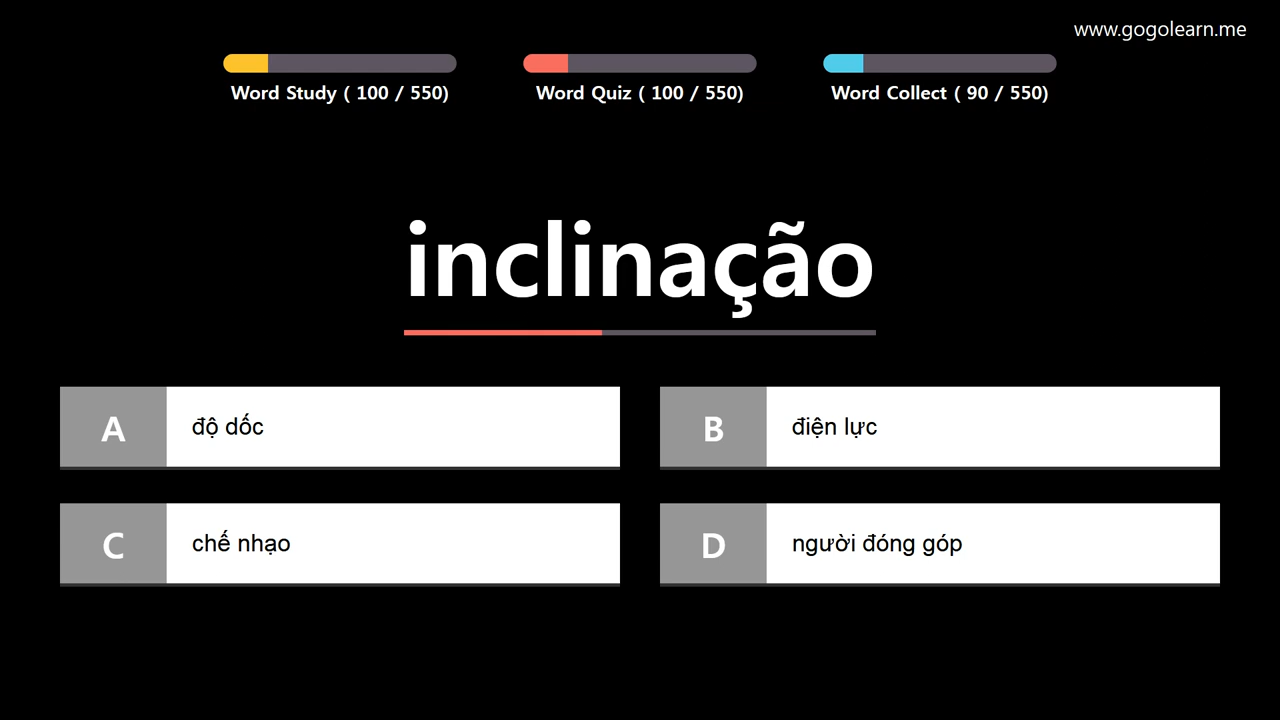 www.gogolearn.me
Word Study ( 100 / 550)
Word Quiz ( 100 / 550)
Word Collect ( 90 / 550)
inclinação
A
độ dốc
B
điện lực
C
chế nhạo
D
người đóng góp